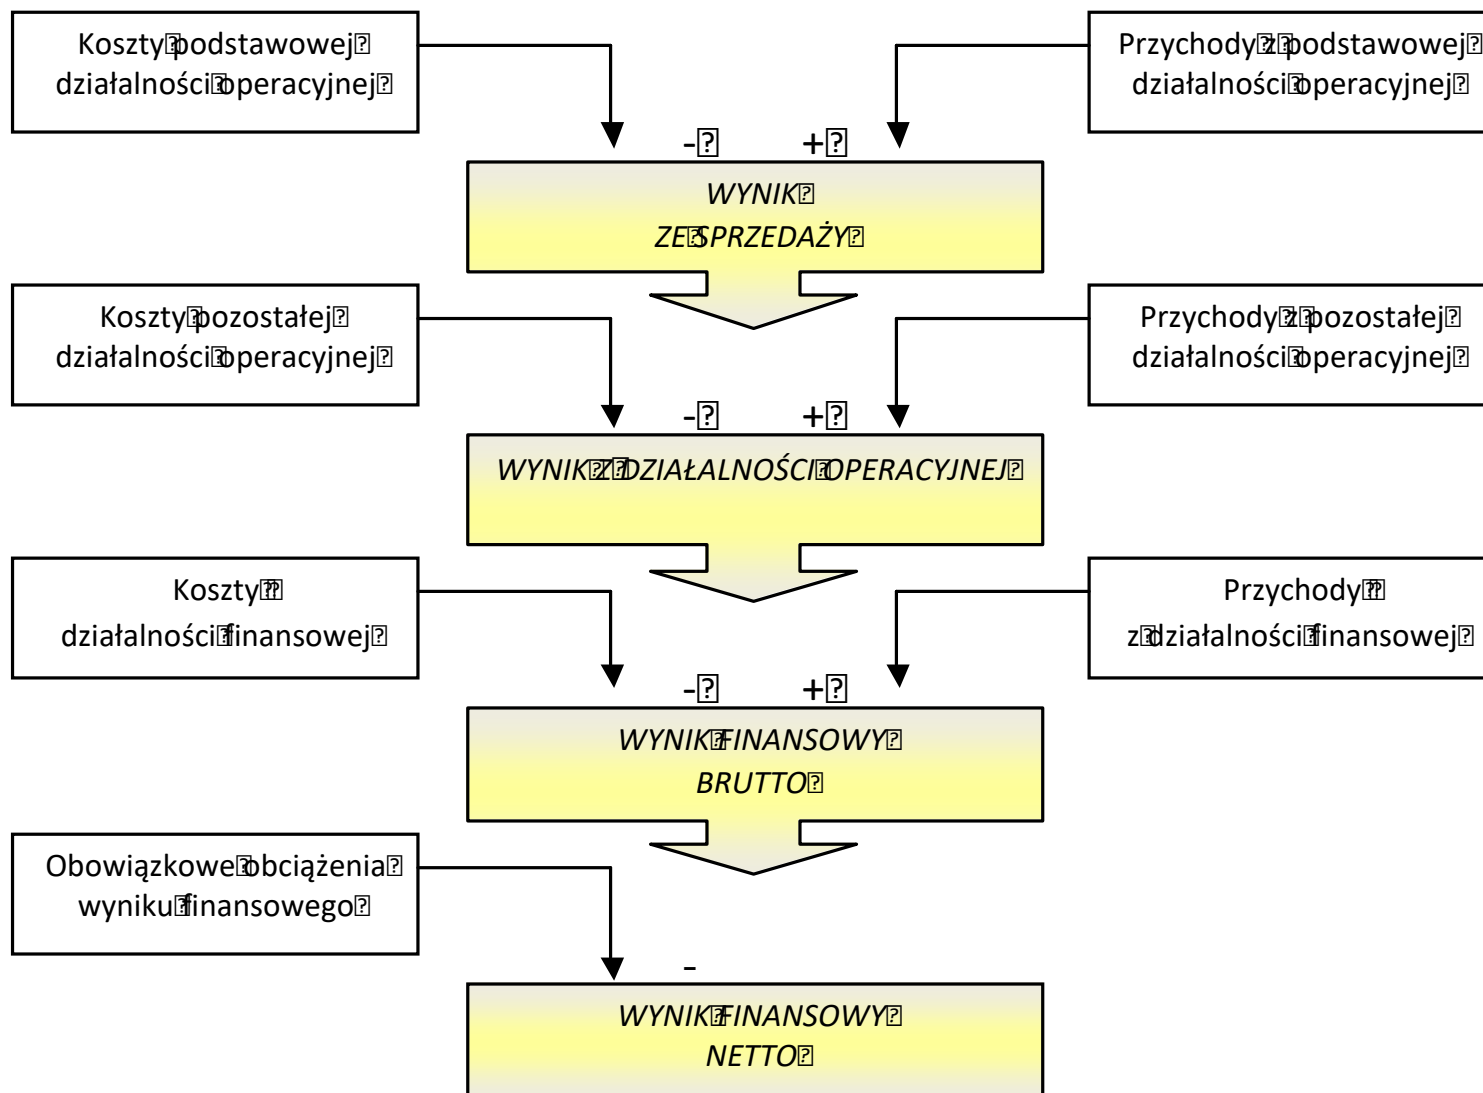 Koszty podstawowej
działalności operacyjnej
Przychody z podstawowej
działalności operacyjnej
- +
WYNIK
ZE SPRZEDAŻY
Koszty pozostałej
działalności operacyjnej
Przychody z pozostałej
działalności operacyjnej
- +
WYNIK Z DZIAŁALNOŚCI OPERACYJNEJ
Koszty
działalności finansowej
Przychody
z działalności finansowej
- +
WYNIK FINANSOWY
BRUTTO
Obowiązkowe obciążenia
wyniku finansowego
-
WYNIK FINANSOWY
NETTO